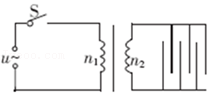 S
u~ n₁ n₂